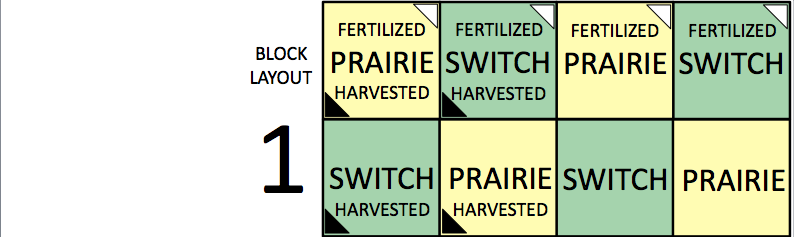 BLOCK
LAYOUT
1
FERTILIZED
PRAIRIE
HARVESTED
FERTILIZED
SWITCH
HARVESTED
FERTILIZED
PRAIRIE
FERTILIZED
SWITCH
SWITCH
HARVESTED
PRAIRIE
HARVESTED
SWITCH
PRAIRIE